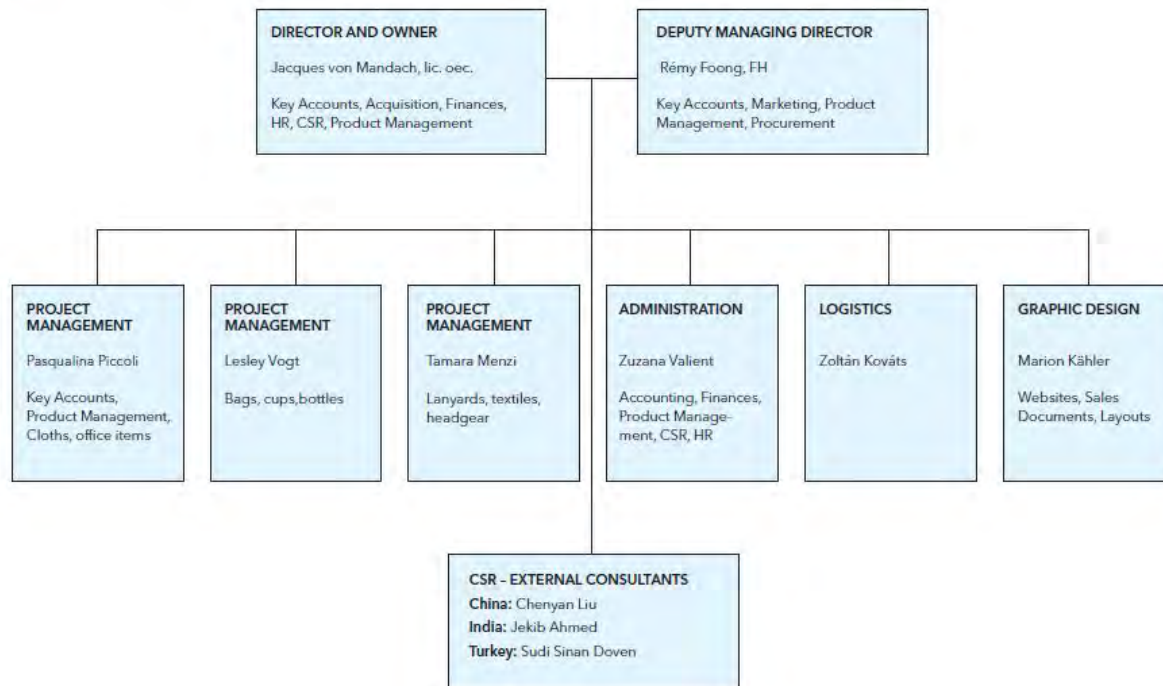 DIRECTOR AND OWNER
Jacques von Mandach, lic. oec.
Key Accounts, Acquisition, Finances,
HR, CSR, Product Management
DEPUTY MANAGING DIRECTOR
Rémy Foong, FH
Key Accounts, Marketing, Product
Management, Procurement
PROJECT
MANAGEMENT
Pasqualina Piccoli
Key Accounts,
Product Management,
Cloths, office items
PROJECT
MANAGEMENT
Lesley Vogt
Bags, cups,bottles
PROJECT
MANAGEMENT
Tamara Menzi
Lanyards, textiles,
headgear
ADMINISTRATION
Zuzana Valient
Accounting, Finances,
Product Manage-
ment, CSR, HR
LOGISTICS
Zoltán Kováts
GRAPHIC DESIGN
Marion Kähler
Websites, Sales
Documents, Layouts
CSR – EXTERNAL CONSULTANTS
China: Chenyan Liu
India: Jekib Ahmed
Turkey: Sudi Sinan Doven